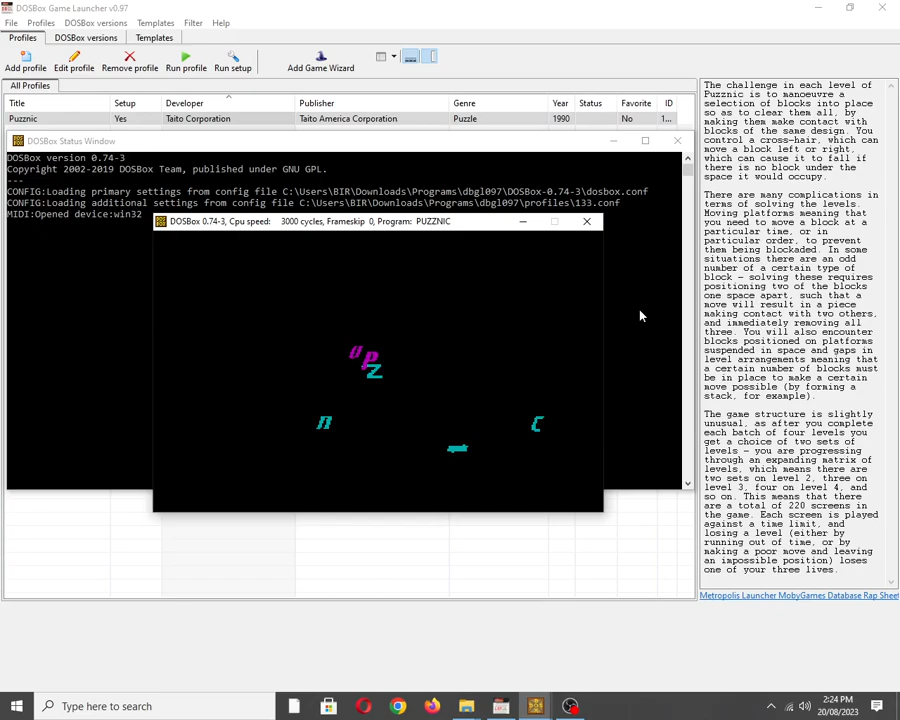 DOSBox Game Launcher v0.97
File Profiles DOSBox versions Templates Filter Help
Profiles DOSBox versions Templates
Add profile Edit profile Remove profile Run profile Run setup Add Game Wizard
All Profiles
Title Setup Developer Publisher Genre Year Status Favorite ID
Puzznic Yes Taito Corporation Taito America Corporation Puzzle 1990 No 1...
DOSBox Status Window
DOSBox version 0.74-3
Copyright 2002-2019 DOSBox Team, published under GNU GPL.
---
CONFIG:Loading primary settings from config file C:\Users\BIR\Downloads\Programs\dbgl097\DOSBox-0.74-3\dosbox.conf
CONFIG:Loading additional settings from config file C:\Users\BIR\Downloads\Programs\dbgl097\profiles\133.conf
MIDI:Opened device:win32
DOSBox 0.74-3, Cpu speed: 3000 cycles, Frameskip 0, Program: PUZZNIC
P
Z
n
C
The challenge in each level of
Puzznic is to manoeuvre a
selection of blocks into place
so as to clear them all, by
making them make contact with
blocks of the same design. You
control a cross-hair, which can
move a block left or right,
which can cause it to fall if
there is no block under the
space it would occupy.
There are many complications in
terms of solving the levels.
Moving platforms meaning that
you need to move a block at a
particular time, or in
particular order, to prevent
them being blockaded. In some
situations there are an odd
number of a certain type of
block - solving these requires
positioning two of the blocks
one space apart, such that a
move will result in a piece
making contact with two others,
and immediately removing all
three. You will also encounter
blocks positioned on platforms
suspended in space and gaps in
level arrangements meaning that
a certain number of blocks must
be in place to make a certain
move possible (by forming a
stack, for example).
The game structure is slightly
unusual, as after you complete
each batch of four levels you
get a choice of two sets of
levels - you are progressing
through an expanding matrix of
levels, which means there are
two sets on level 2, three on
level 3, four on level 4, and
so on. This means that there
are a total of 220 screens in
the game. Each screen is played
against a time limit, and
losing a level (either by
running out of time, or by
making a poor move and leaving
an impossible position) loses
one of your three lives.
Metropolis Launcher MobyGames Database Rap Sheet
Type here to search
2:24 PM
20/08/2023